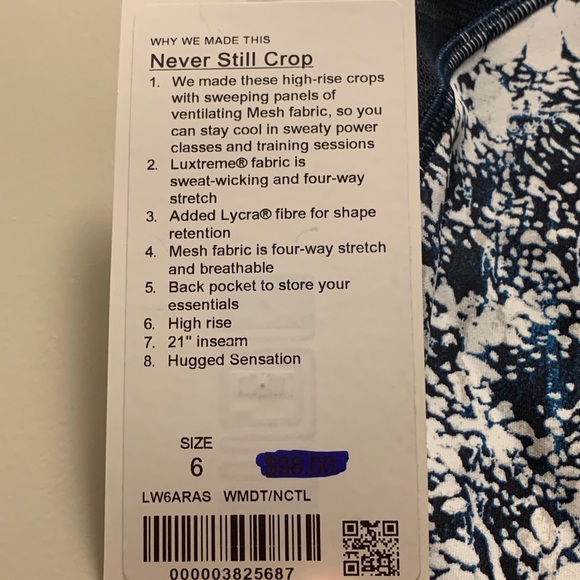 WHY WE MADE THIS
Never Still Crop
1. We made these high-rise crops
with sweeping panels of
ventilating Mesh fabric, so you
can stay cool in sweaty power
classes and training sessions
2. Luxtreme® fabric is
sweat-wicking and four-way
stretch
3. Added Lycra® fibre for shape
retention
4. Mesh fabric is four-way stretch
and breathable
5. Back pocket to store your
essentials
6. High rise
7. 21" inseam
8. Hugged Sensation
SIZE
6
LW6ARAS WMDT/NCTL
000003825687